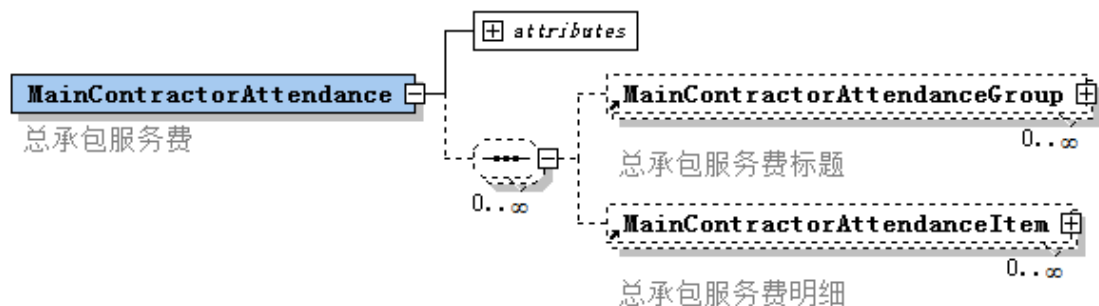 attributes
MainContractorAttendance
总承包服务费
MainContractorAttendanceGroup
0..∞
总承包服务费标题
0..∞
MainContractorAttendanceItem
0..∞
总承包服务费明细